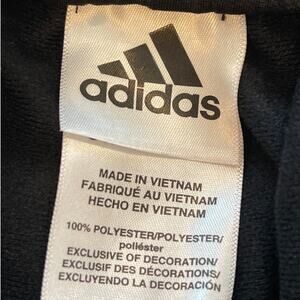 adidas
MADE IN VIETNAM
FABRIQUÉ AU VIETNAM
HECHO EN VIETNAM
100% POLYESTER/POLYESTER/
poliéster
EXCLUSIVE OF DECORATION/
EXCLUSIF DES DÉCORATIONS/
EXCLUYENDO LA DECORACIÓN